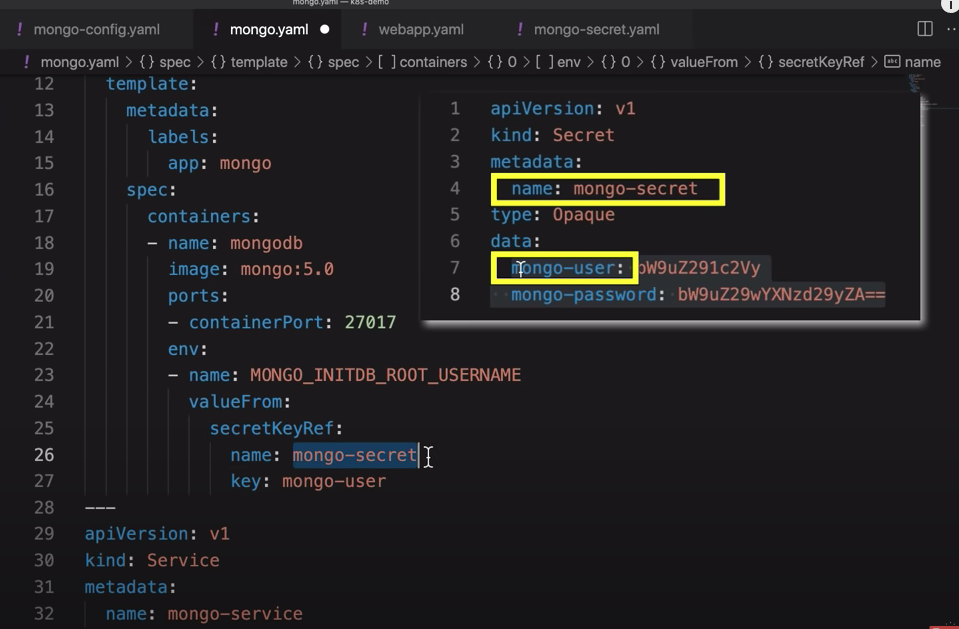 mongo.yaml — k8s-demo
! mongo-config.yaml ! mongo.yaml ● ! webapp.yaml ! mongo-secret.yaml
! mongo.yaml > {} spec > {} template > {} spec > [ ] containers > {} 0 > [ ] env > {} 0 > {} valueFrom > {} secretKeyRef > abc name
12 template:
13 metadata:
14 labels:
15 app: mongo
16 spec:
17 containers:
18 - name: mongodb
19 image: mongo:5.0
20 ports:
21 - containerPort: 27017
22 env:
23 - name: MONGO_INITDB_ROOT_USERNAME
24 valueFrom:
25 secretKeyRef:
26 name: mongo-secret
27 key: mongo-user
28 ---
29 apiVersion: v1
30 kind: Service
31 metadata:
32 name: mongo-service
1 apiVersion: v1
2 kind: Secret
3 metadata:
4 name: mongo-secret
5 type: Opaque
6 data:
7 mongo-user: bW9uZ291c2Vy
8 mongo-password: bW9uZ29wYXNzd29yZA==